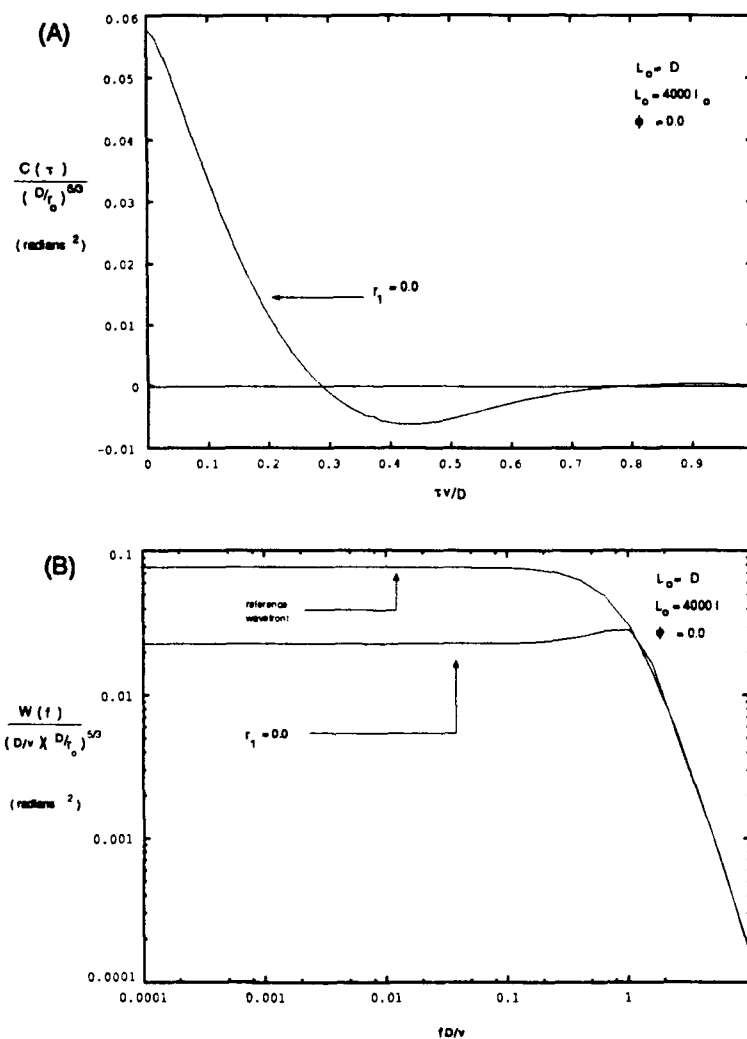 (A)
0.06
0.05
0.04
0.03
0.02
0.01
0
-0.01
C(τ)
(D/r₀)^5/3
(radians ²)
L₀ = D
L₀ = 4000 l₀
ϕ = 0.0
r₁ = 0.0
0 0.1 0.2 0.3 0.4 0.5 0.6 0.7 0.8 0.9
τv/D
(B)
0.1
0.01
0.001
0.0001
W(f)
(D/v)(D/r₀)^5/3
(radians ²)
L₀ = D
L₀ = 4000 l
ϕ = 0.0
reference
wavefront
r₁ = 0.0
0.0001 0.001 0.01 0.1 1
fD/v